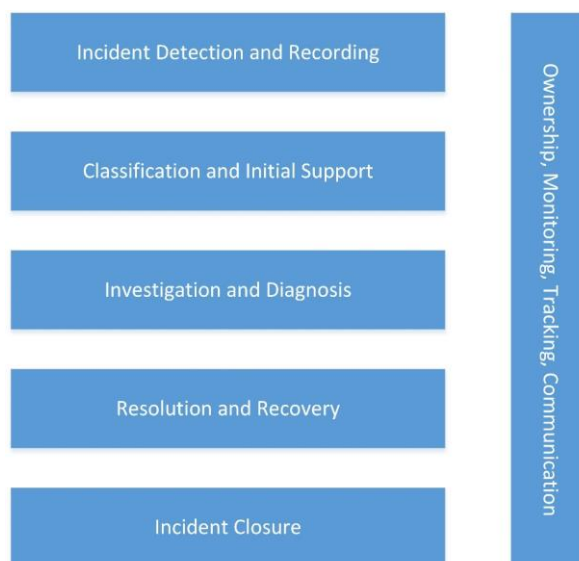 Incident Detection and Recording
Classification and Initial Support
Investigation and Diagnosis
Resolution and Recovery
Incident Closure
Ownership, Monitoring, Tracking, Communication